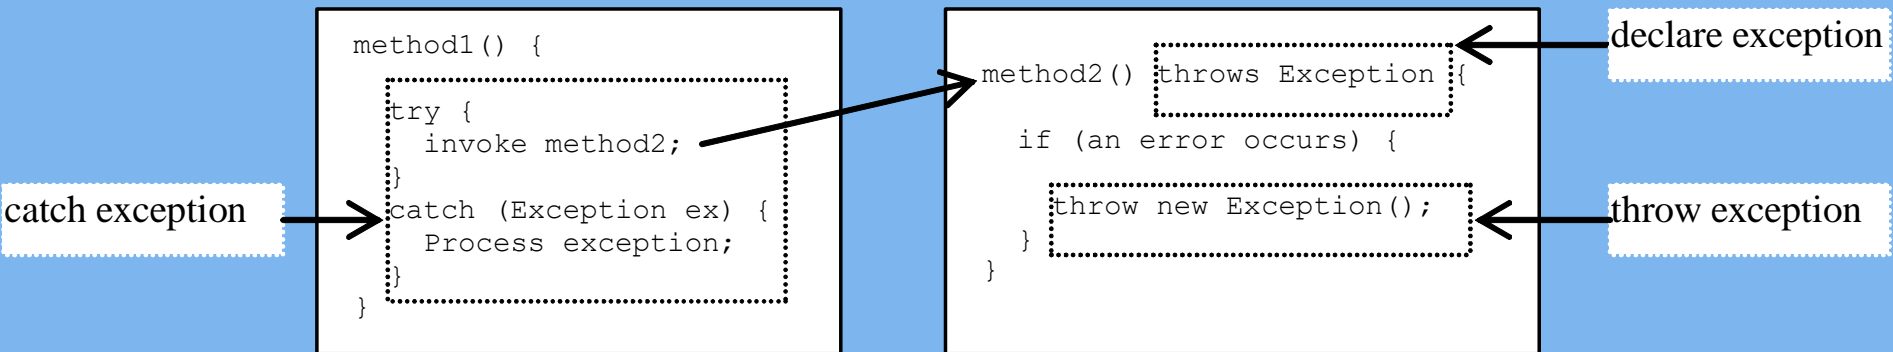 catch exception
method1() {
try {
invoke method2;
}
catch (Exception ex) {
Process exception;
}
}
method2() throws Exception {
if (an error occurs) {
throw new Exception();
}
}
declare exception
throw exception